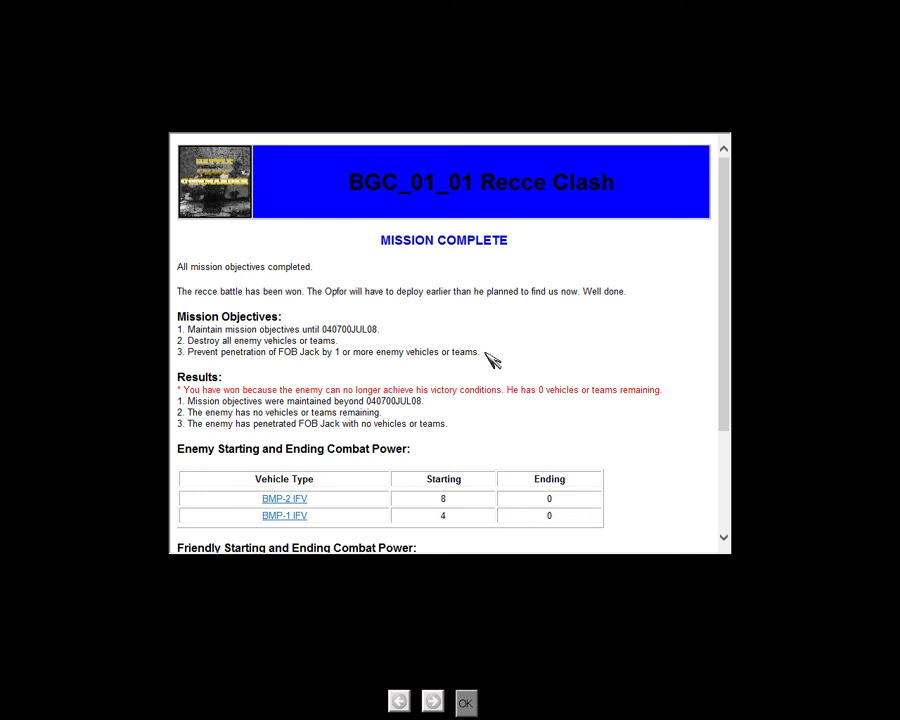 BATTLE
GROUP
COMMANDER
BGC_01_01 Recce Clash
MISSION COMPLETE
All mission objectives completed.
The recce battle has been won. The Opfor will have to deploy earlier than he planned to find us now. Well done.
Mission Objectives:
1. Maintain mission objectives until 040700JUL08.
2. Destroy all enemy vehicles or teams.
3. Prevent penetration of FOB Jack by 1 or more enemy vehicles or teams.
Results:
* You have won because the enemy can no longer achieve his victory conditions. He has 0 vehicles or teams remaining.
1. Mission objectives were maintained beyond 040700JUL08.
2. The enemy has no vehicles or teams remaining.
3. The enemy has penetrated FOB Jack with no vehicles or teams.
Enemy Starting and Ending Combat Power:
Vehicle Type Starting Ending
BMP-2 IFV 8 0
BMP-1 IFV 4 0
Friendly Starting and Ending Combat Power:
OK